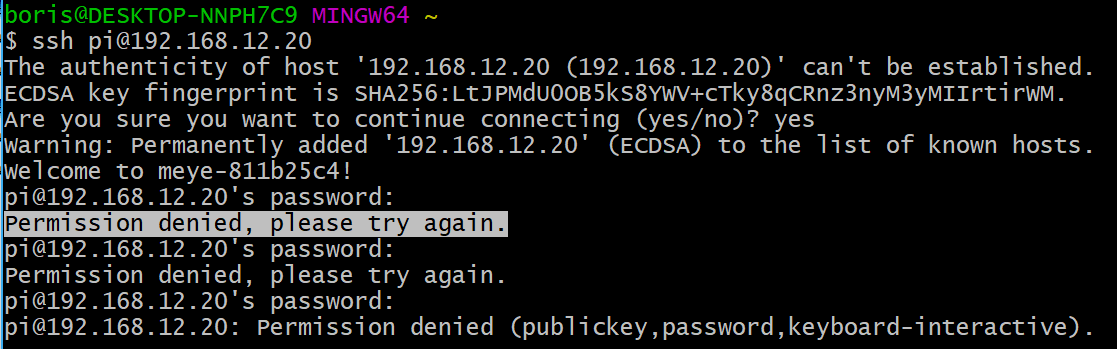 boris@DESKTOP-NNPH7C9 MINGW64 ~
$ ssh pi@192.168.12.20
The authenticity of host '192.168.12.20 (192.168.12.20)' can't be established.
ECDSA key fingerprint is SHA256:LtJPMdU0OB5kS8YWV+cTky8qCRnz3nyM3yMIIrtirWM.
Are you sure you want to continue connecting (yes/no)? yes
Warning: Permanently added '192.168.12.20' (ECDSA) to the list of known hosts.
Welcome to meye-811b25c4!
pi@192.168.12.20's password:
Permission denied, please try again.
pi@192.168.12.20's password:
Permission denied, please try again.
pi@192.168.12.20's password:
pi@192.168.12.20: Permission denied (publickey,password,keyboard-interactive).